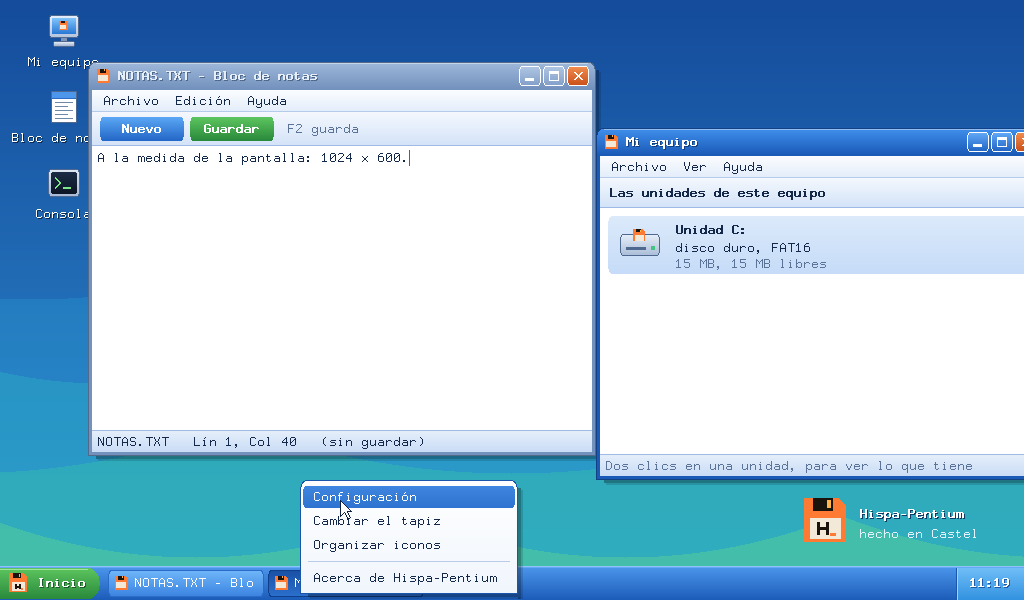 Mi equipo
NOTAS.TXT - Bloc de notas
Archivo Edición Ayuda
Nuevo Guardar F2 guarda
A la medida de la pantalla: 1024 x 600.
Bloc de no
Consola
NOTAS.TXT Lín 1, Col 40 (sin guardar)
Mi equipo
Archivo Ver Ayuda
Las unidades de este equipo
Unidad C:
disco duro, FAT16
15 MB, 15 MB libres
Dos clics en una unidad, para ver lo que tiene
Configuración
Cambiar el tapiz
Organizar iconos
Acerca de Hispa-Pentium
H_
Hispa-Pentium
hecho en Castel
Inicio
NOTAS.TXT - Blo
11:19